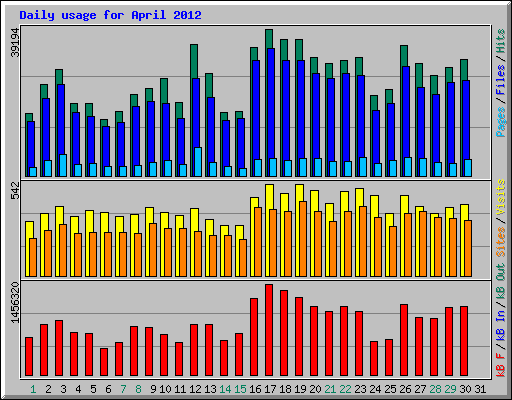 Daily usage for April 2012
39194
Pages / Files / Hits
542
Sites / Visits
1456320
kB F / kB In / kB Out
1 2 3 4 5 6 7 8 9 10 11 12 13 14 15 16 17 18 19 20 21 22 23 24 25 26 27 28 29 30 31